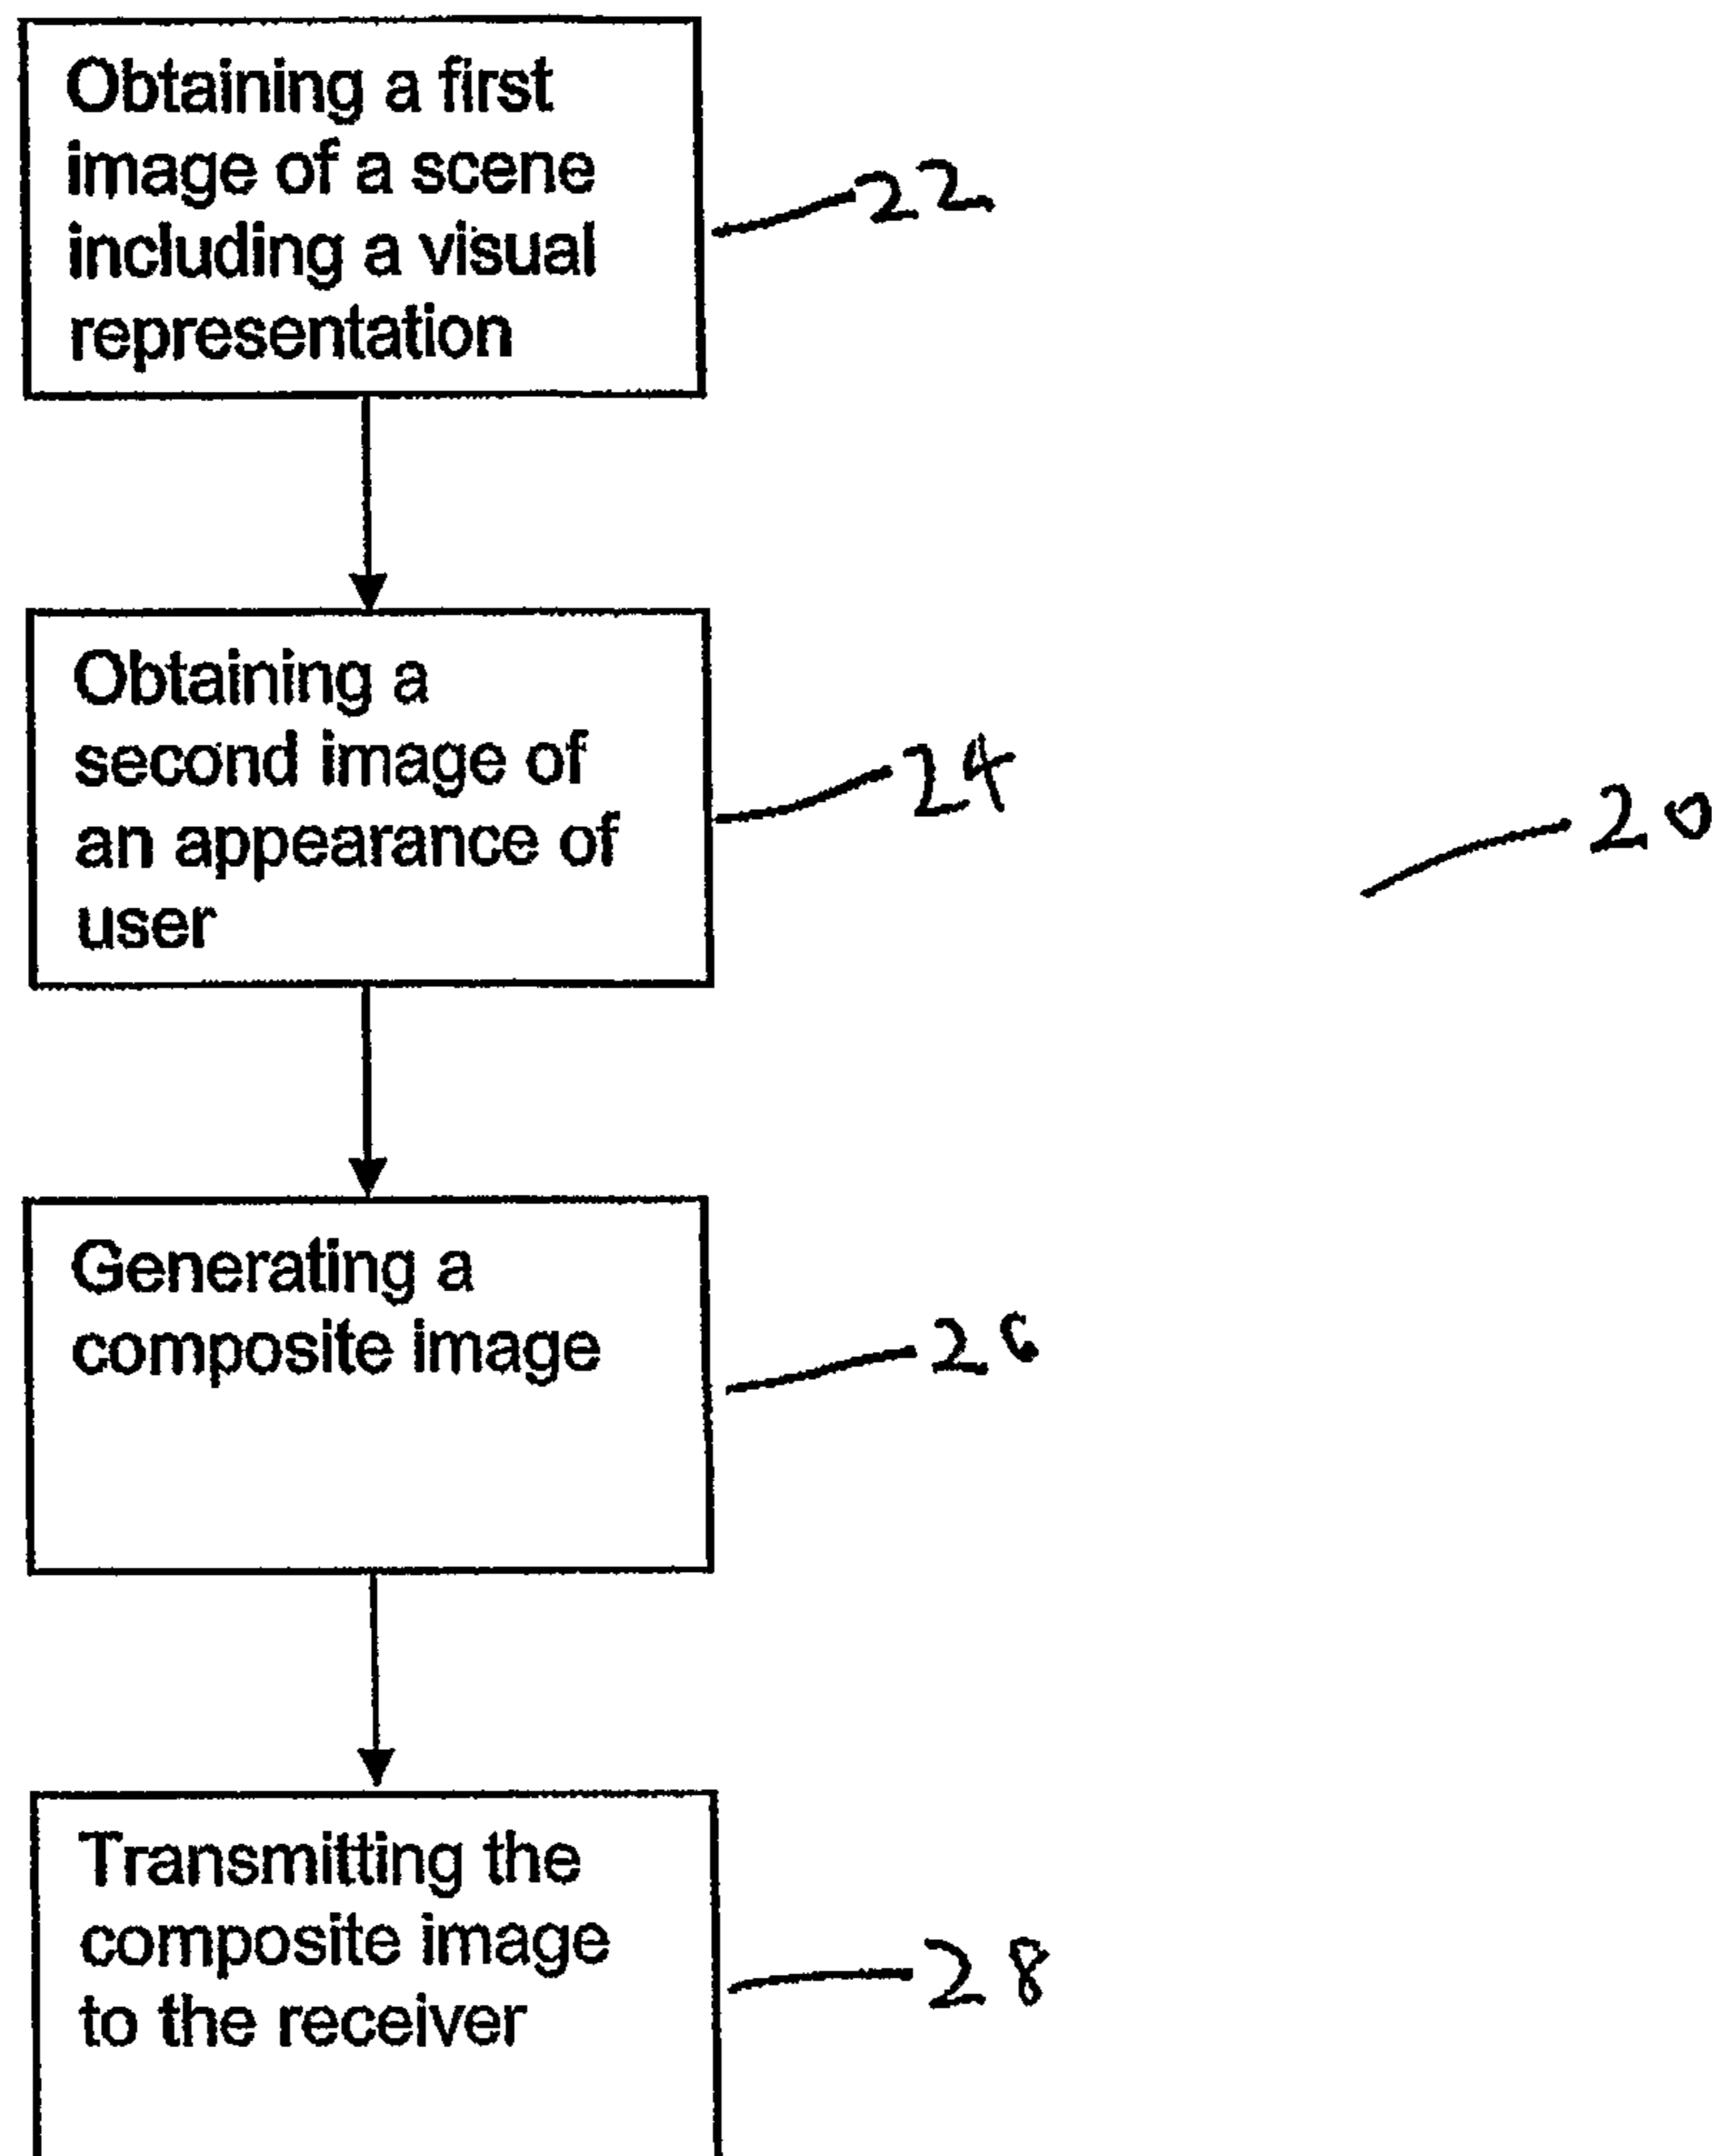 Obtaining a first
image of a scene
including a visual
representation
22
Obtaining a
second image of
an appearance of
user
24
20
Generating a
composite image
26
Transmitting the
composite image
to the receiver
28